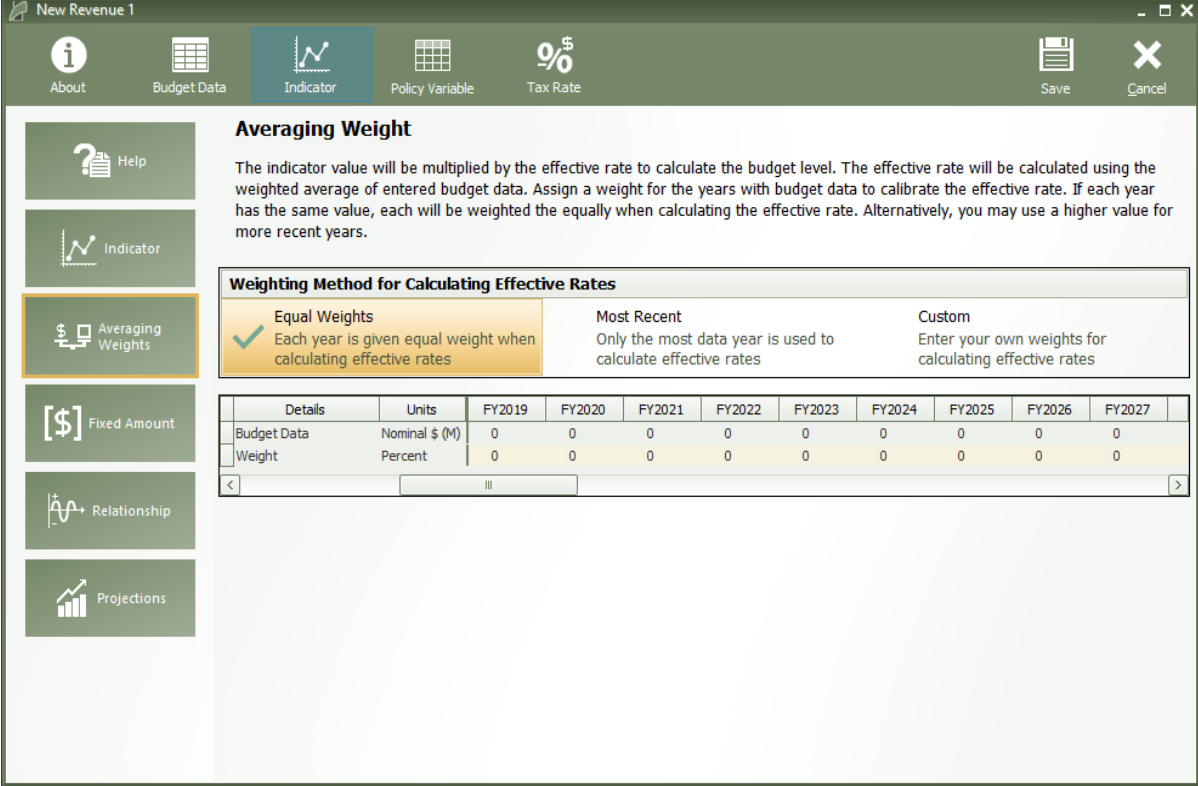 New Revenue 1
About
Budget Data
Indicator
Policy Variable
Tax Rate
Save
Cancel
Help
Indicator
Averaging
Weights
Fixed Amount
Relationship
Projections
Averaging Weight
The indicator value will be multiplied by the effective rate to calculate the budget level. The effective rate will be calculated using the
weighted average of entered budget data. Assign a weight for the years with budget data to calibrate the effective rate. If each year
has the same value, each will be weighted the equally when calculating the effective rate. Alternatively, you may use a higher value for
more recent years.
Weighting Method for Calculating Effective Rates
Equal Weights
Each year is given equal weight when
calculating effective rates
Most Recent
Only the most data year is used to
calculate effective rates
Custom
Enter your own weights for
calculating effective rates
Details Units FY2019 FY2020 FY2021 FY2022 FY2023 FY2024 FY2025 FY2026 FY2027
Budget Data Nominal $ (M) 0 0 0 0 0 0 0 0 0
Weight Percent 0 0 0 0 0 0 0 0 0